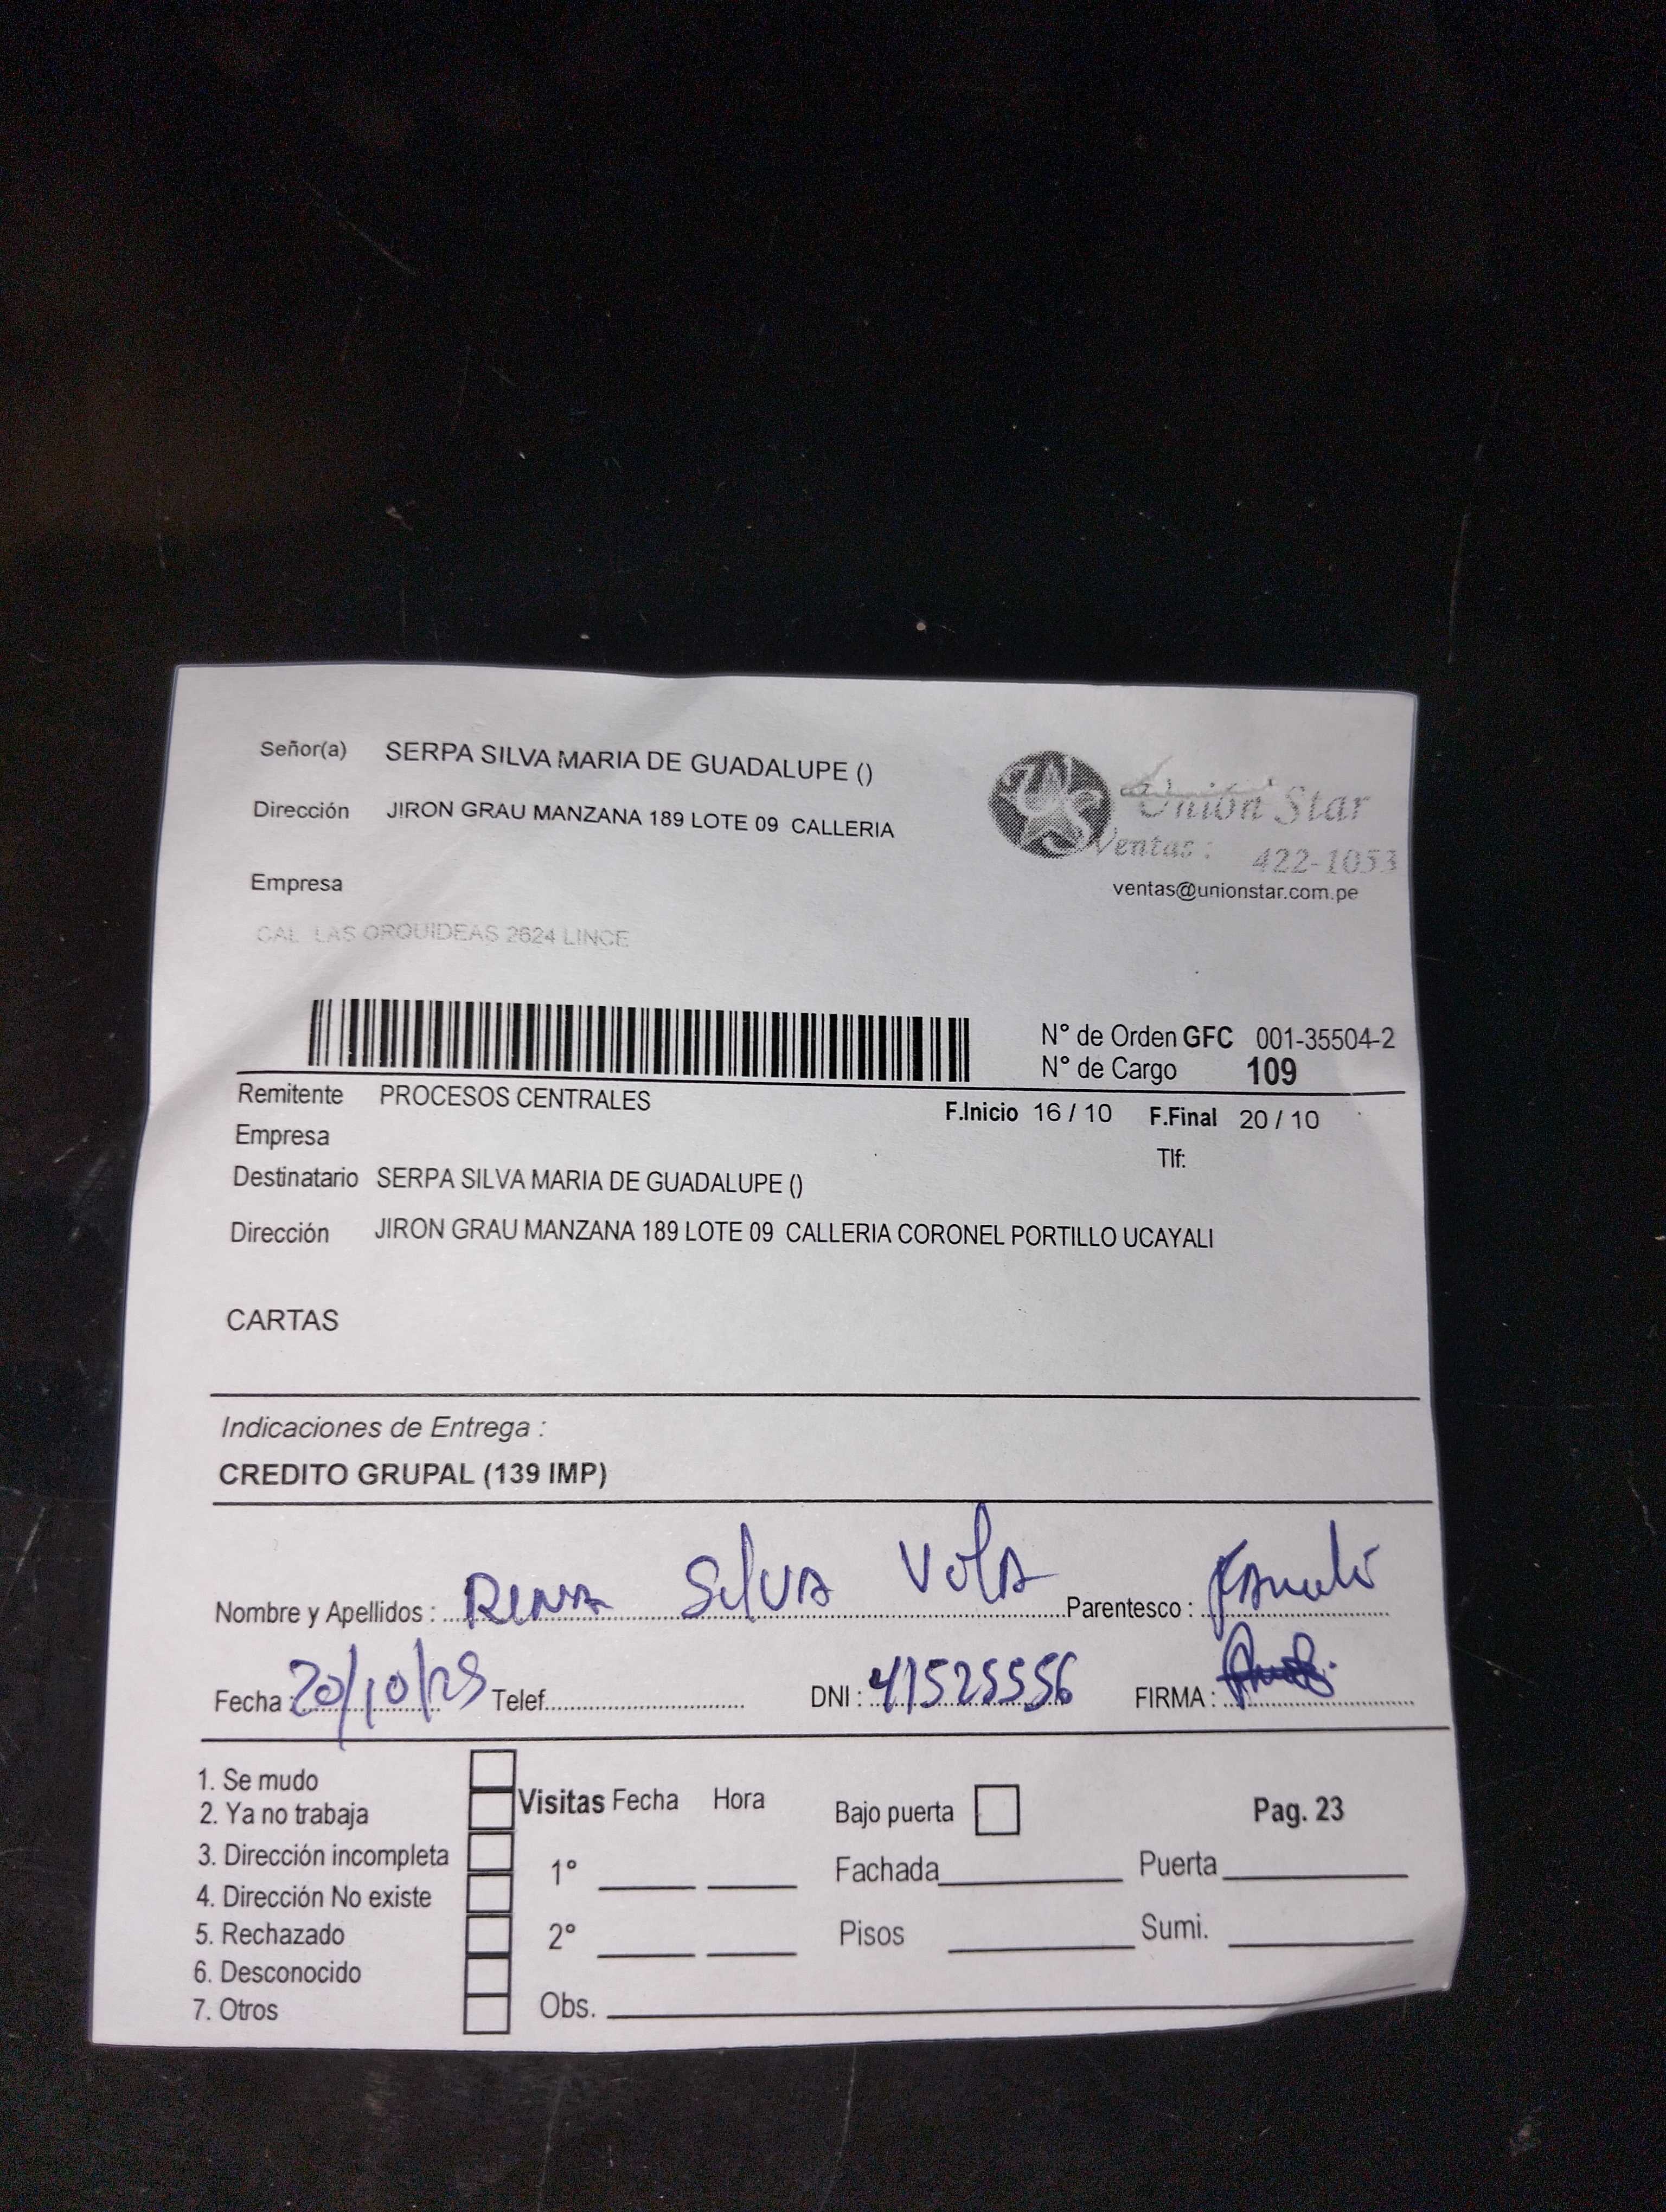 Señor(a) SERPA SILVA MARIA DE GUADALUPE ()
Dirección JIRON GRAU MANZANA 189 LOTE 09 CALLERIA
Unión Star
Ventas: 422-1053
ventas@unionstar.com.pe
Empresa
CAL LAS ORQUIDEAS 2624 LINCE
N° de Orden GFC 001-35504-2
N° de Cargo 109
Remitente PROCESOS CENTRALES
F.Inicio 16 / 10 F.Final 20 / 10
Empresa
Tlf:
Destinatario SERPA SILVA MARIA DE GUADALUPE ()
Dirección JIRON GRAU MANZANA 189 LOTE 09 CALLERIA CORONEL PORTILLO UCAYALI
CARTAS
Indicaciones de Entrega :
CREDITO GRUPAL (139 IMP)
Nombre y Apellidos : Silva Parentesco :
Fecha : 20/10/25 Telef. DNI : 41525556 FIRMA :
1. Se mudo
2. Ya no trabaja
3. Dirección incompleta
4. Dirección No existe
5. Rechazado
6. Desconocido
7. Otros
Visitas Fecha Hora
1°
2°
Obs.
Bajo puerta
Pag. 23
Fachada Puerta
Pisos Sumi.